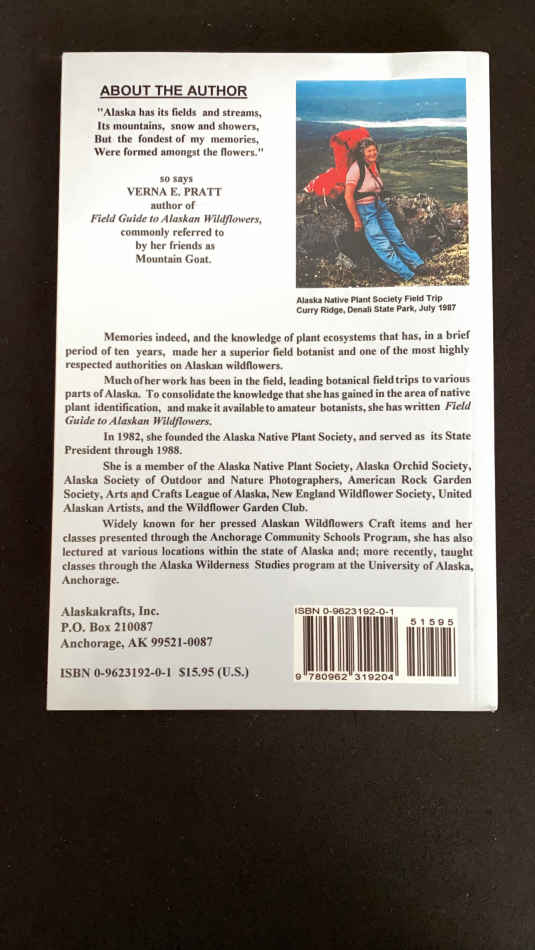 ABOUT THE AUTHOR
"Alaska has its fields and streams,
Its mountains, snow and showers,
But the fondest of my memories,
Were formed amongst the flowers."
so says
VERNA E. PRATT
author of
Field Guide to Alaskan Wildflowers,
commonly referred to
by her friends as
Mountain Goat.
Alaska Native Plant Society Field Trip
Curry Ridge, Denali State Park, July 1987
Memories indeed, and the knowledge of plant ecosystems that has, in a brief
period of ten years, made her a superior field botanist and one of the most highly
respected authorities on Alaskan wildflowers.
Much of her work has been in the field, leading botanical field trips to various
parts of Alaska. To consolidate the knowledge that she has gained in the area of native
plant identification, and make it available to amateur botanists, she has written Field
Guide to Alaskan Wildflowers.
In 1982, she founded the Alaska Native Plant Society, and served as its State
President through 1988.
She is a member of the Alaska Native Plant Society, Alaska Orchid Society,
Alaska Society of Outdoor and Nature Photographers, American Rock Garden
Society, Arts and Crafts League of Alaska, New England Wildflower Society, United
Alaskan Artists, and the Wildflower Garden Club.
Widely known for her pressed Alaskan Wildflowers Craft items and her
classes presented through the Anchorage Community Schools Program, she has also
lectured at various locations within the state of Alaska and; more recently, taught
classes through the Alaska Wilderness Studies program at the University of Alaska,
Anchorage.
Alaskakrafts, Inc.
P.O. Box 210087
Anchorage, AK 99521-0087
ISBN 0-9623192-0-1 $15.95 (U.S.)
ISBN 0-9623192-0-1
51595
9 780962 319204